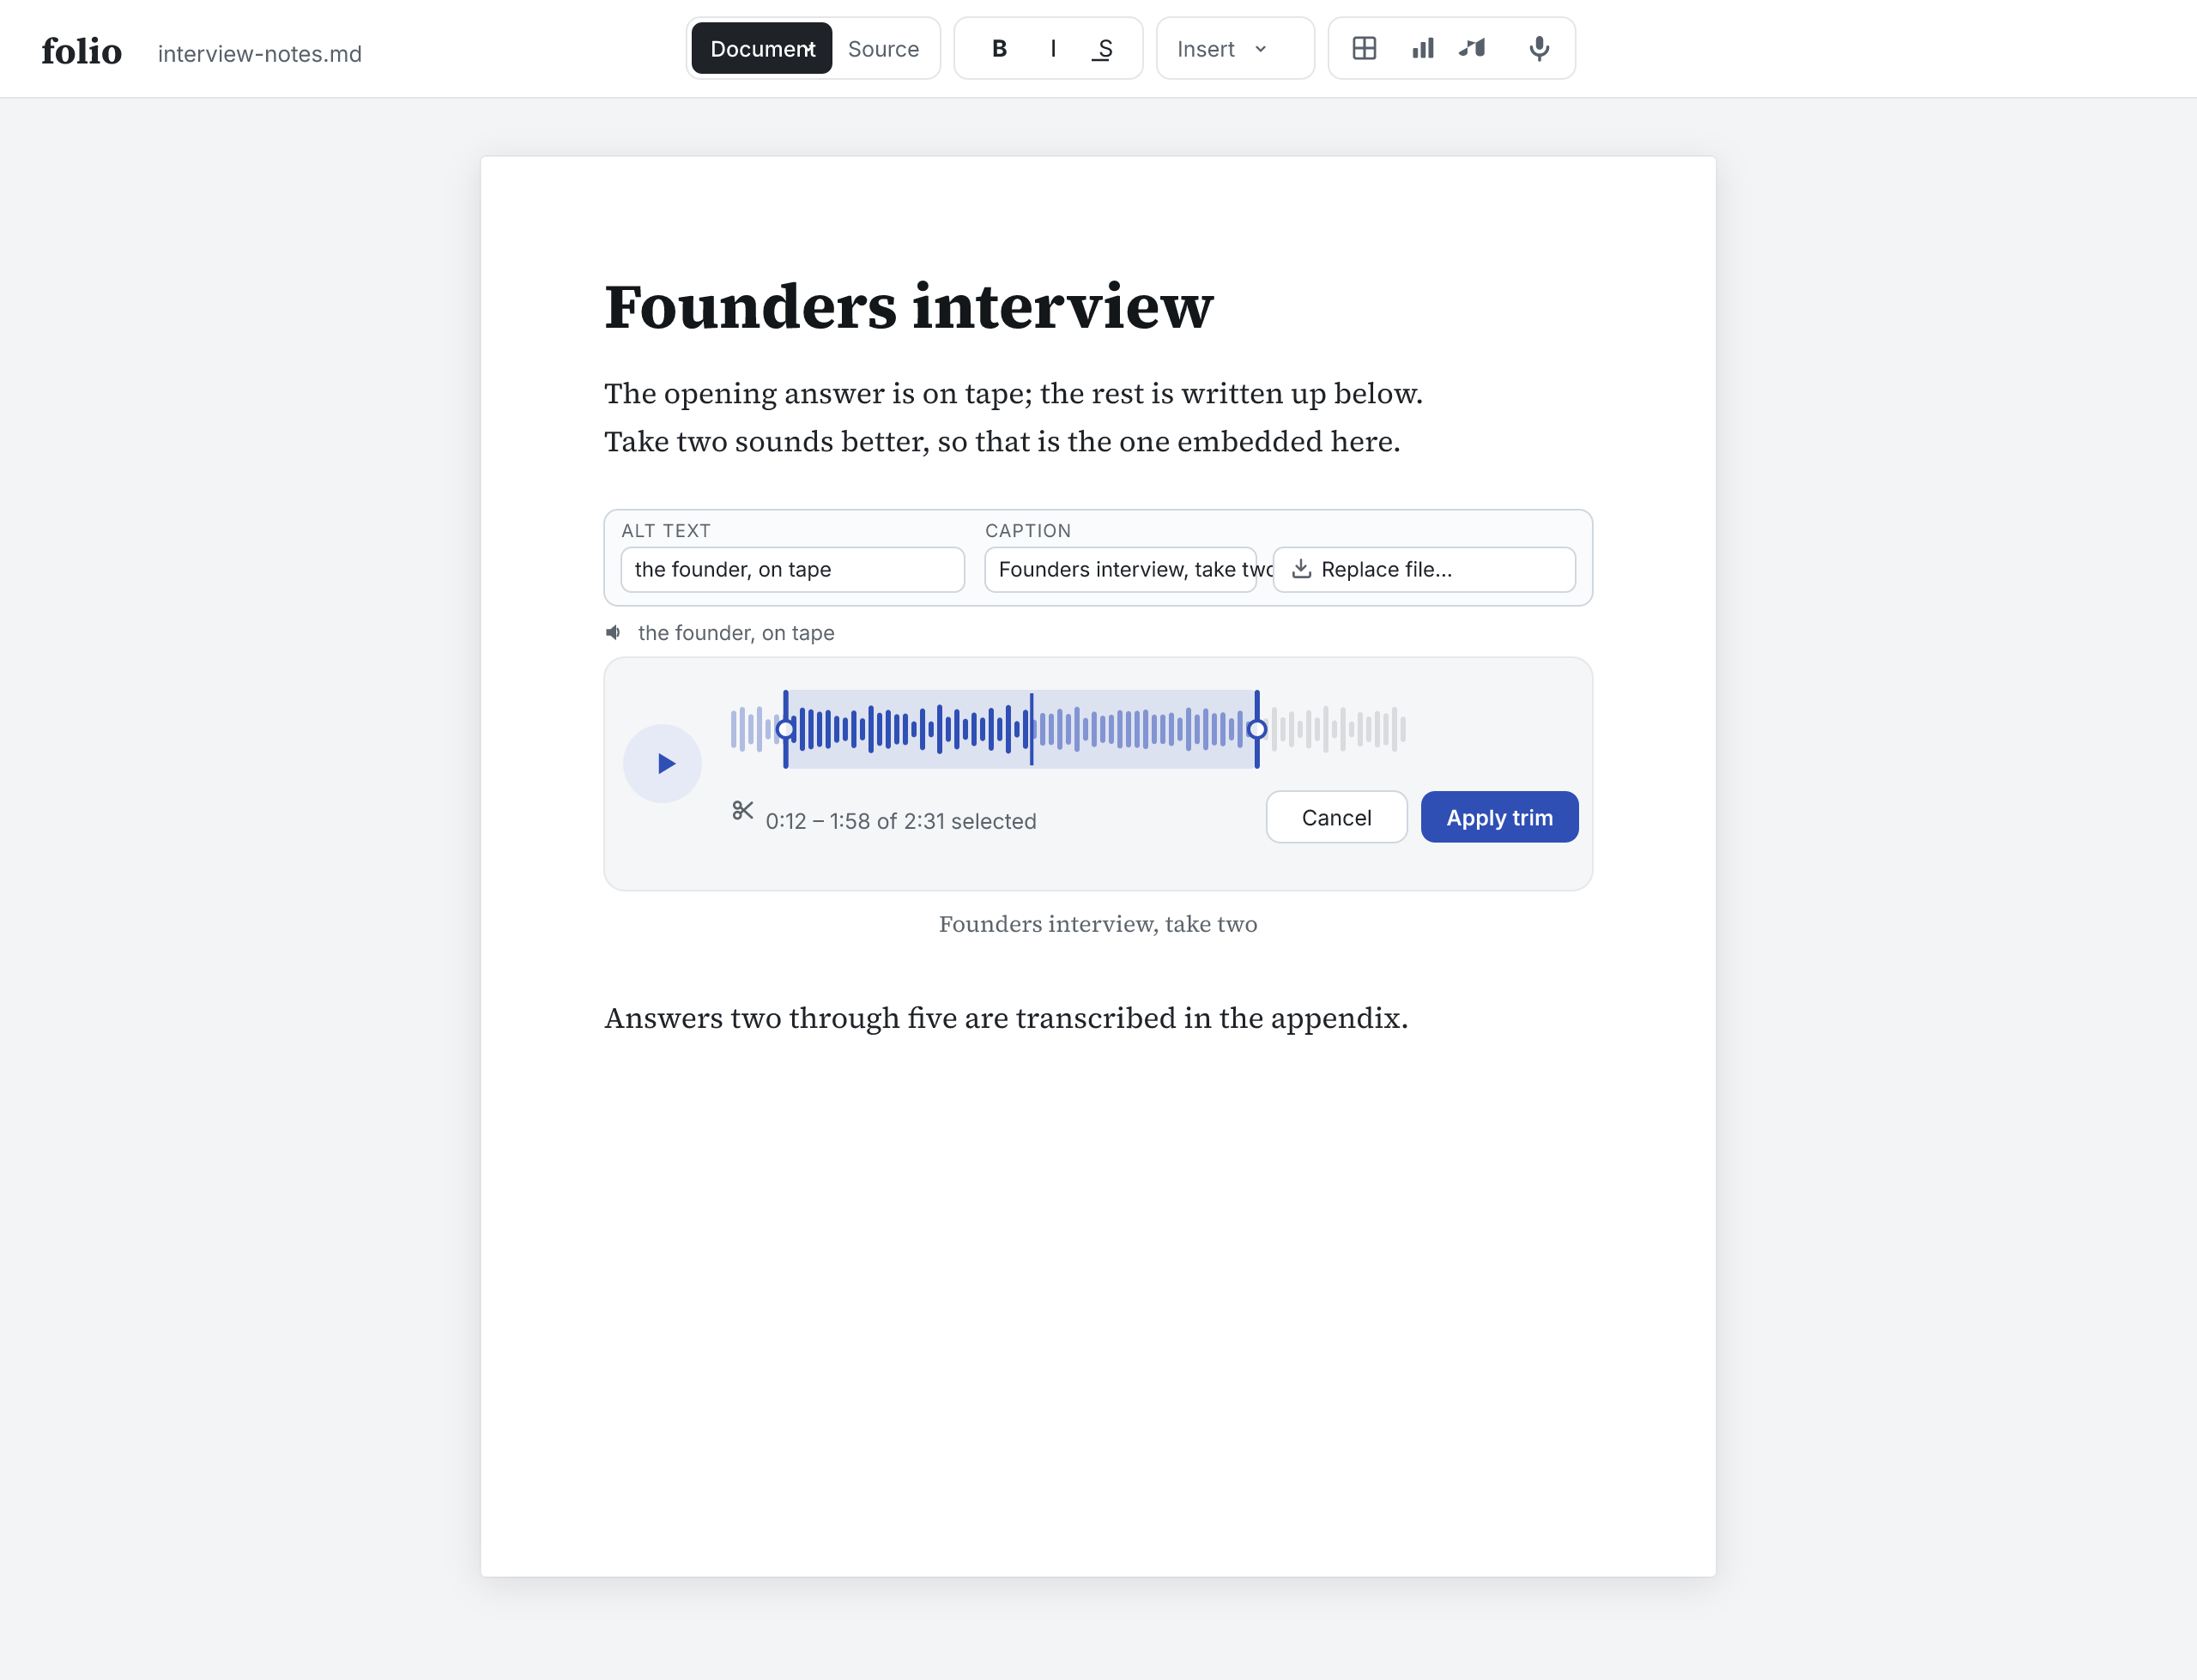 folio
interview-notes.md
Document
Source
B
I
S
Insert
Founders interview
The opening answer is on tape; the rest is written up below.
Take two sounds better, so that is the one embedded here.
ALT TEXT
CAPTION
the founder, on tape
Founders interview, take two
Replace file...
the founder, on tape
0:12 – 1:58 of 2:31 selected
Cancel
Apply trim
Founders interview, take two
Answers two through five are transcribed in the appendix.